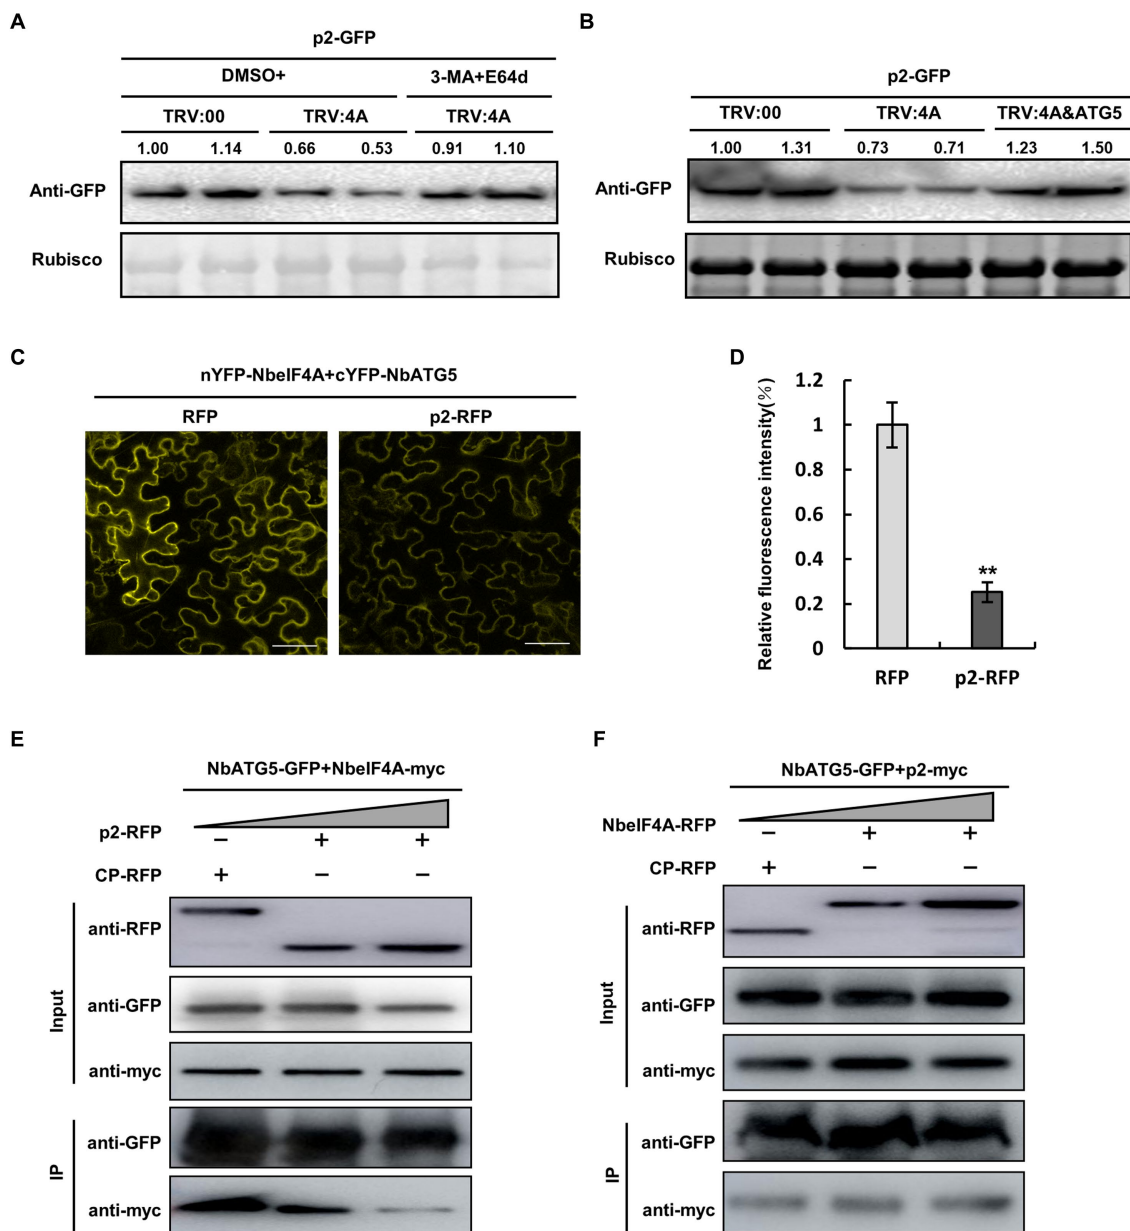 A
p2-GFP
DMSO+ 3-MA+E64d
TRV:00 TRV:4A TRV:4A
1.00 1.14 0.66 0.53 0.91 1.10
Anti-GFP
Rubisco
B
p2-GFP
TRV:00 TRV:4A TRV:4A&ATG5
1.00 1.31 0.73 0.71 1.23 1.50
Anti-GFP
Rubisco
C
nYFP-NbeIF4A+cYFP-NbATG5
RFP p2-RFP
D
Relative fluorescence intensity(%)
1.2
1
0.8
0.6
0.4
0.2
0
**
RFP p2-RFP
E
NbATG5-GFP+NbeIF4A-myc
p2-RFP − + +
CP-RFP + − −
Input
anti-RFP
anti-GFP
anti-myc
IP
anti-GFP
anti-myc
F
NbATG5-GFP+p2-myc
NbeIF4A-RFP − + +
CP-RFP + − −
Input
anti-RFP
anti-GFP
anti-myc
IP
anti-GFP
anti-myc